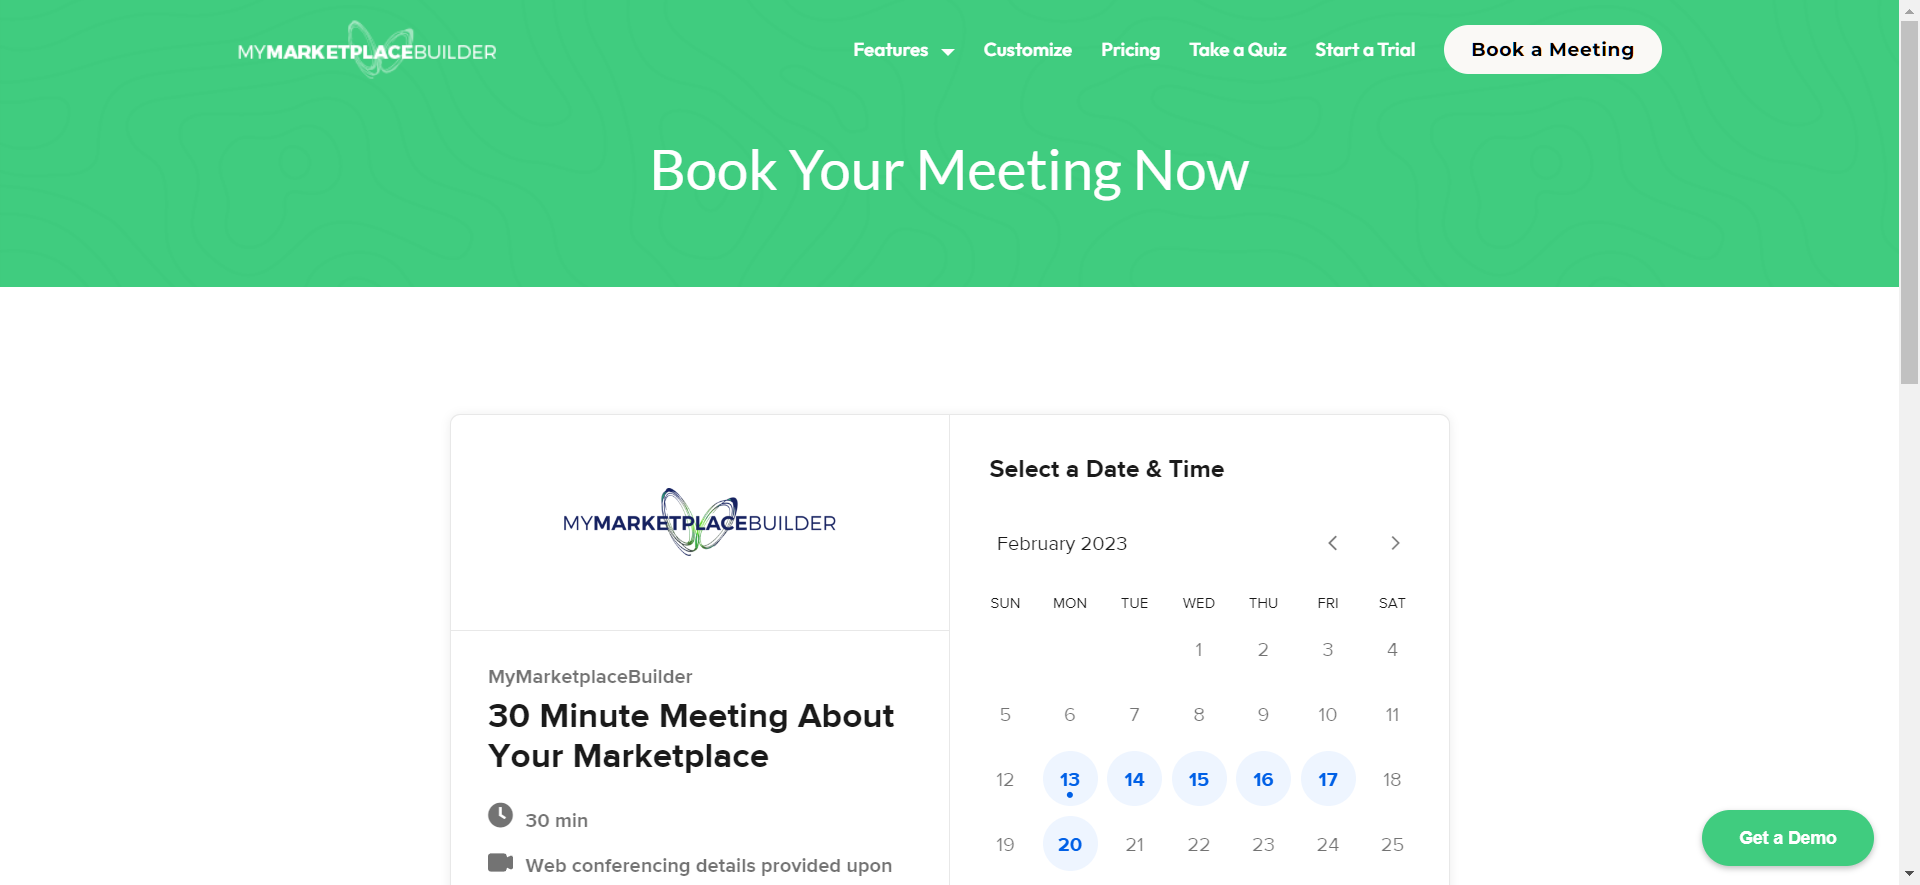 MYMARKETPLACEBUILDER
Features Customize Pricing Take a Quiz Start a Trial Book a Meeting
Book Your Meeting Now
MYMARKETPLACEBUILDER
MyMarketplaceBuilder
30 Minute Meeting About
Your Marketplace
30 min
Web conferencing details provided upon
Select a Date & Time
February 2023
SUN MON TUE WED THU FRI SAT
1 2 3 4
5 6 7 8 9 10 11
12 13 14 15 16 17 18
19 20 21 22 23 24 25
Get a Demo